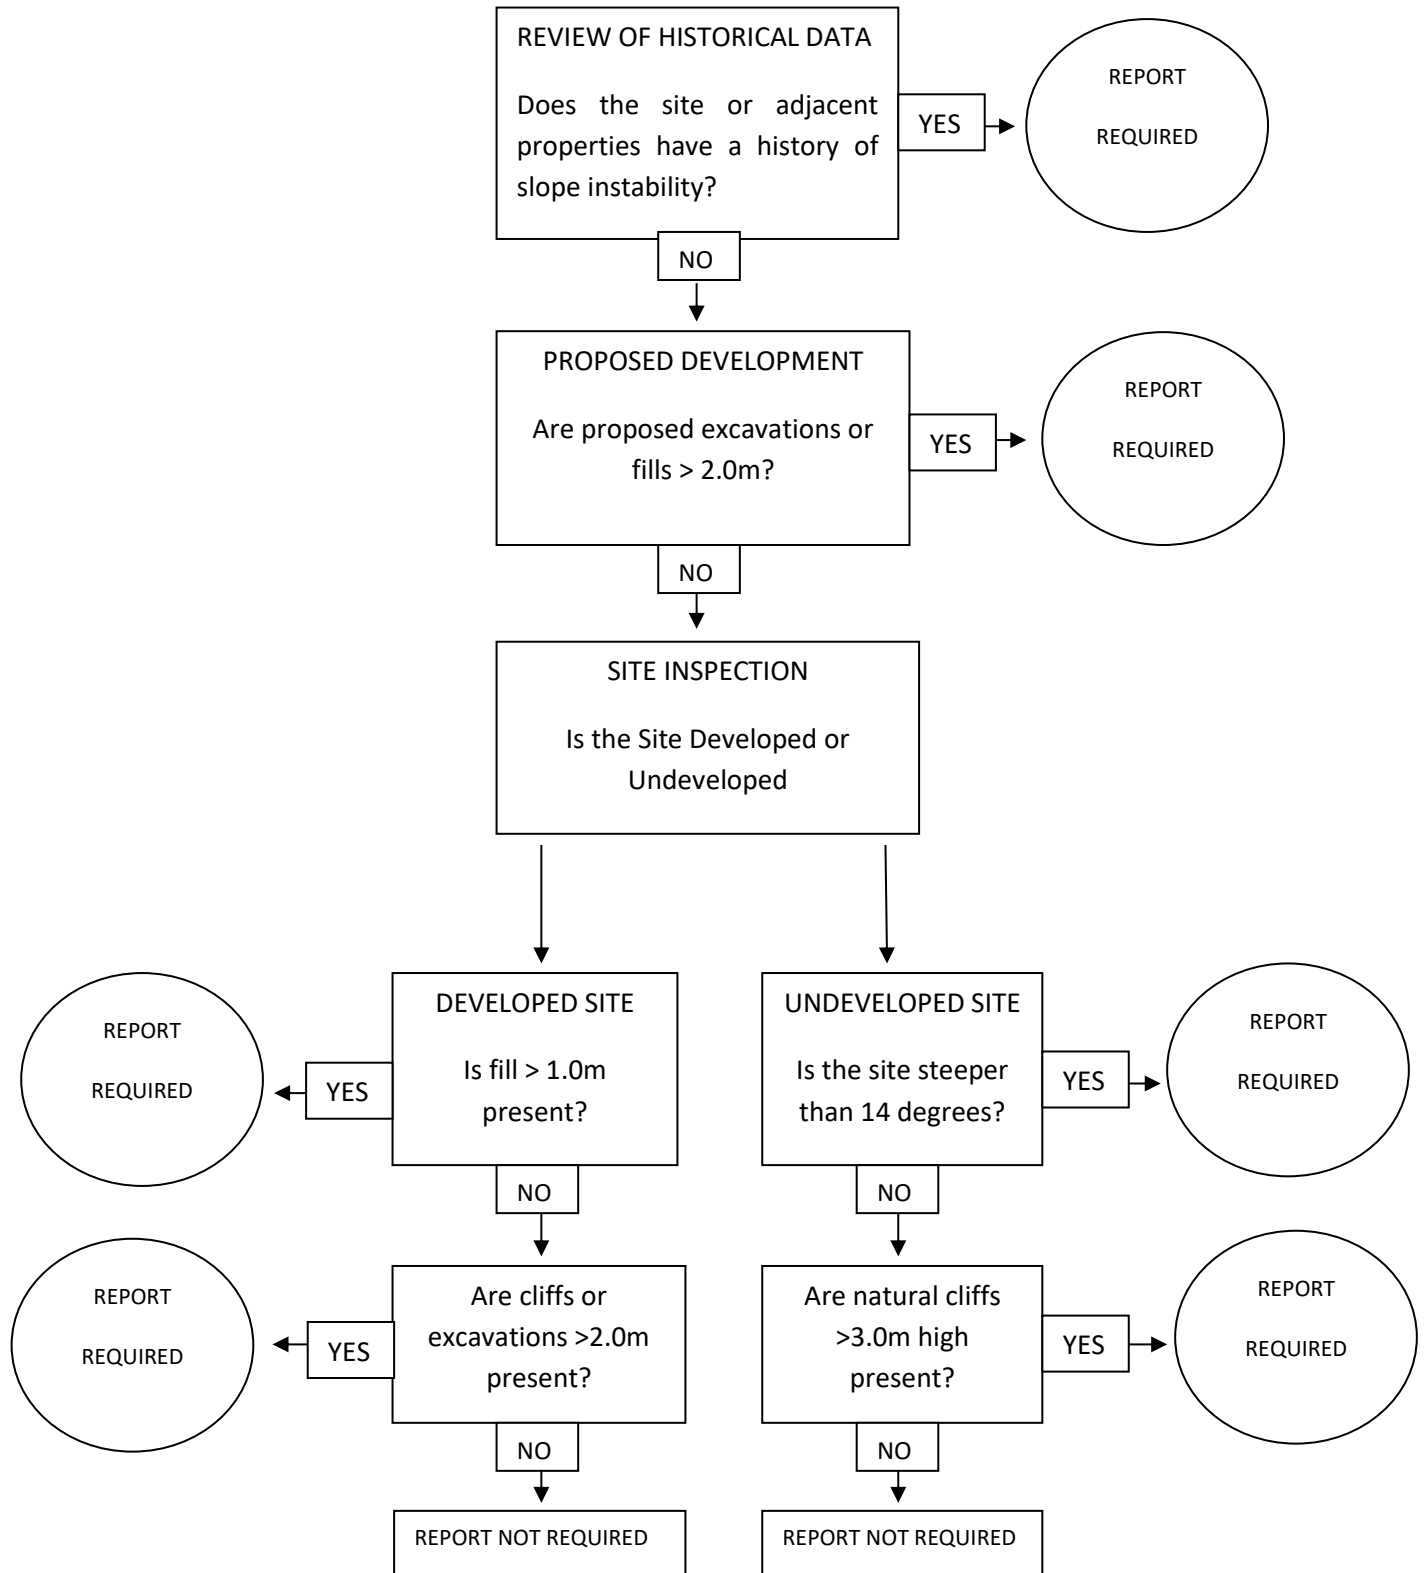 REVIEW OF HISTORICAL DATA
Does the site or adjacent
properties have a history of
slope instability?
YES
REPORT
REQUIRED
NO
PROPOSED DEVELOPMENT
Are proposed excavations or
fills > 2.0m?
YES
REPORT
REQUIRED
NO
SITE INSPECTION
Is the Site Developed or
Undeveloped
DEVELOPED SITE
Is fill > 1.0m
present?
YES
REPORT
REQUIRED
NO
UNDEVELOPED SITE
Is the site steeper
than 14 degrees?
YES
REPORT
REQUIRED
NO
Are cliffs or
excavations >2.0m
present?
YES
REPORT
REQUIRED
NO
REPORT NOT REQUIRED
Are natural cliffs
>3.0m high
present?
YES
REPORT
REQUIRED
NO
REPORT NOT REQUIRED